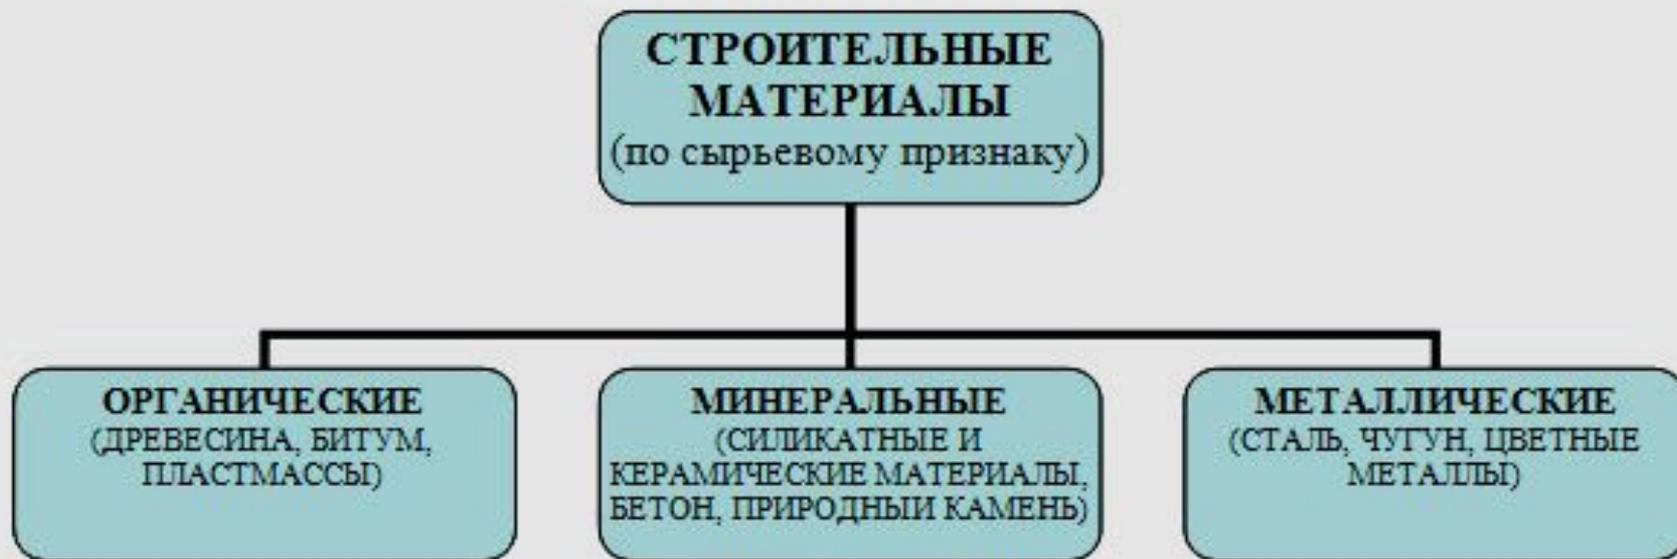 СТРОИТЕЛЬНЫЕ
МАТЕРИАЛЫ
(по сырьевому признаку)
ОРГАНИЧЕСКИЕ
(ДРЕВЕСИНА, БИТУМ,
ПЛАСТМАССЫ)
МИНЕРАЛЬНЫЕ
(СИЛИКАТНЫЕ И
КЕРАМИЧЕСКИЕ МАТЕРИАЛЫ,
БЕТОН, ПРИРОДНЫИ КАМЕНЬ)
МЕТАЛЛИЧЕСКИЕ
(СТАЛЬ, ЧУГУН, ЦВЕТНЫЕ
МЕТАЛЛЫ)